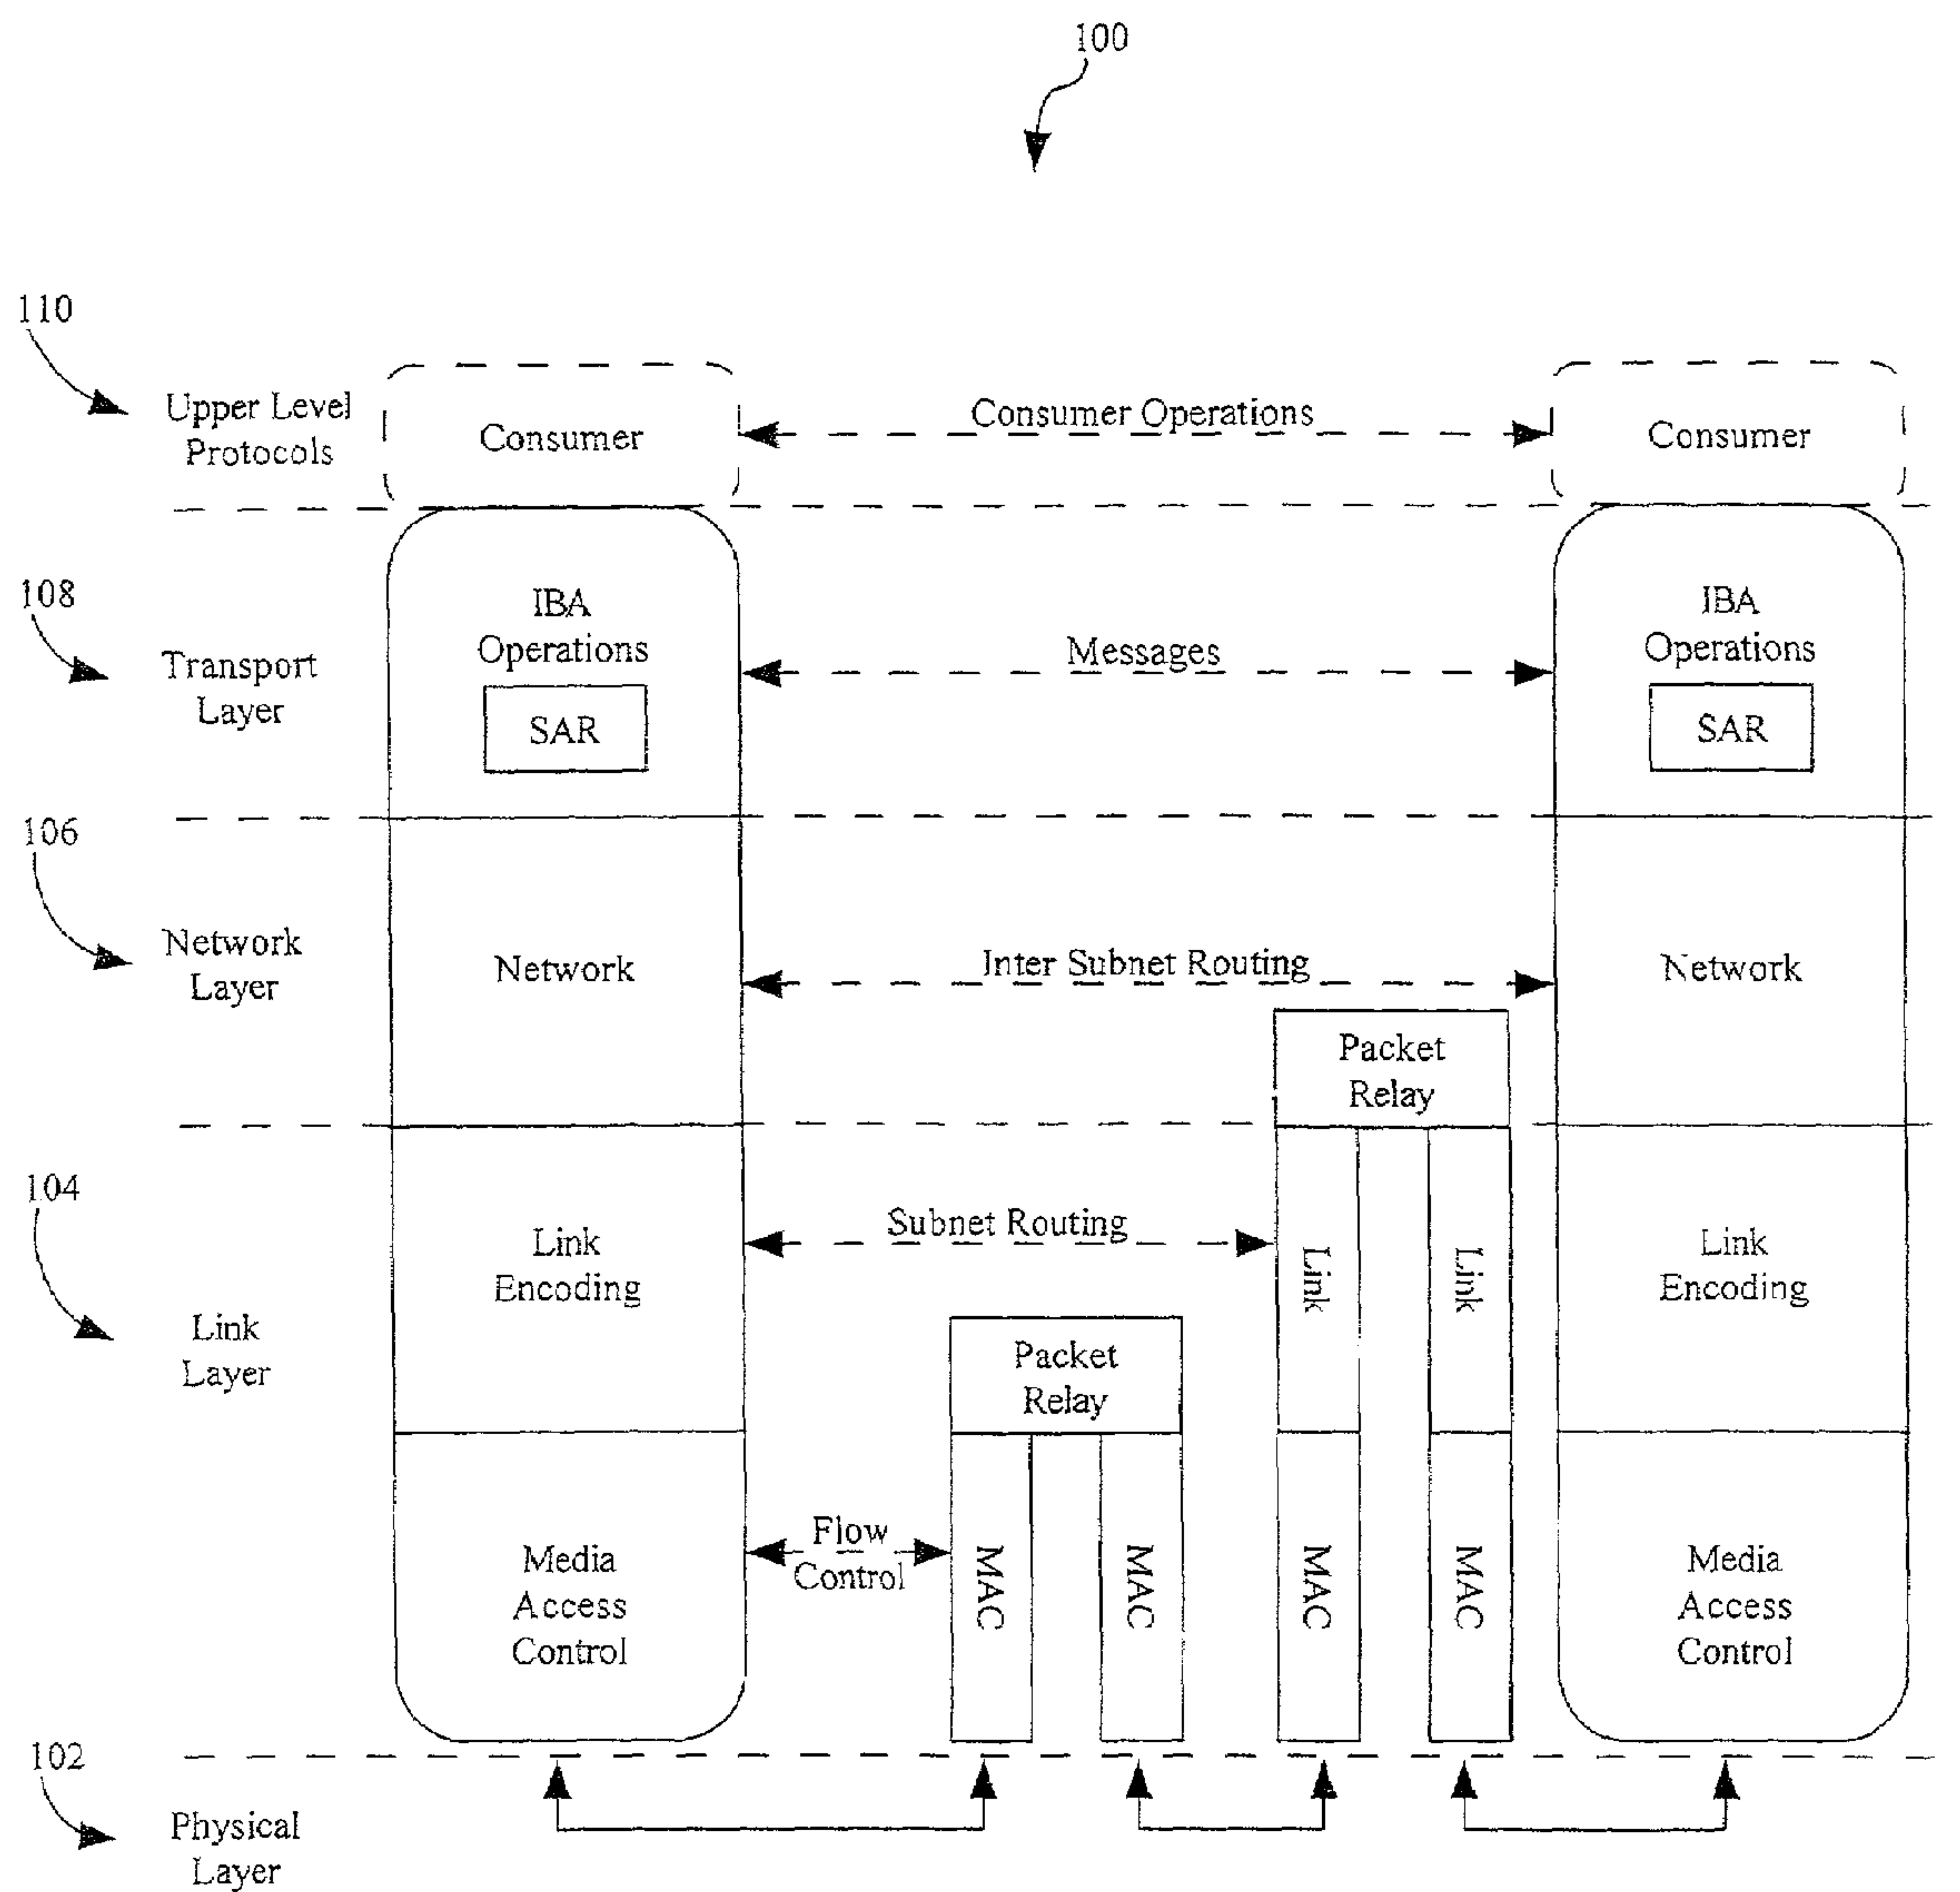 100
110
Upper Level
Protocols
Consumer
Consumer Operations
Consumer
108
Transport
Layer
IBA
Operations
SAR
Messages
IBA
Operations
SAR
106
Network
Layer
Network
Inter Subnet Routing
Network
Packet
Relay
104
Link
Layer
Link
Encoding
Subnet Routing
Link
Link
Link
Encoding
Packet
Relay
Media
Access
Control
Flow
Control
MAC
MAC
MAC
MAC
Media
Access
Control
102
Physical
Layer